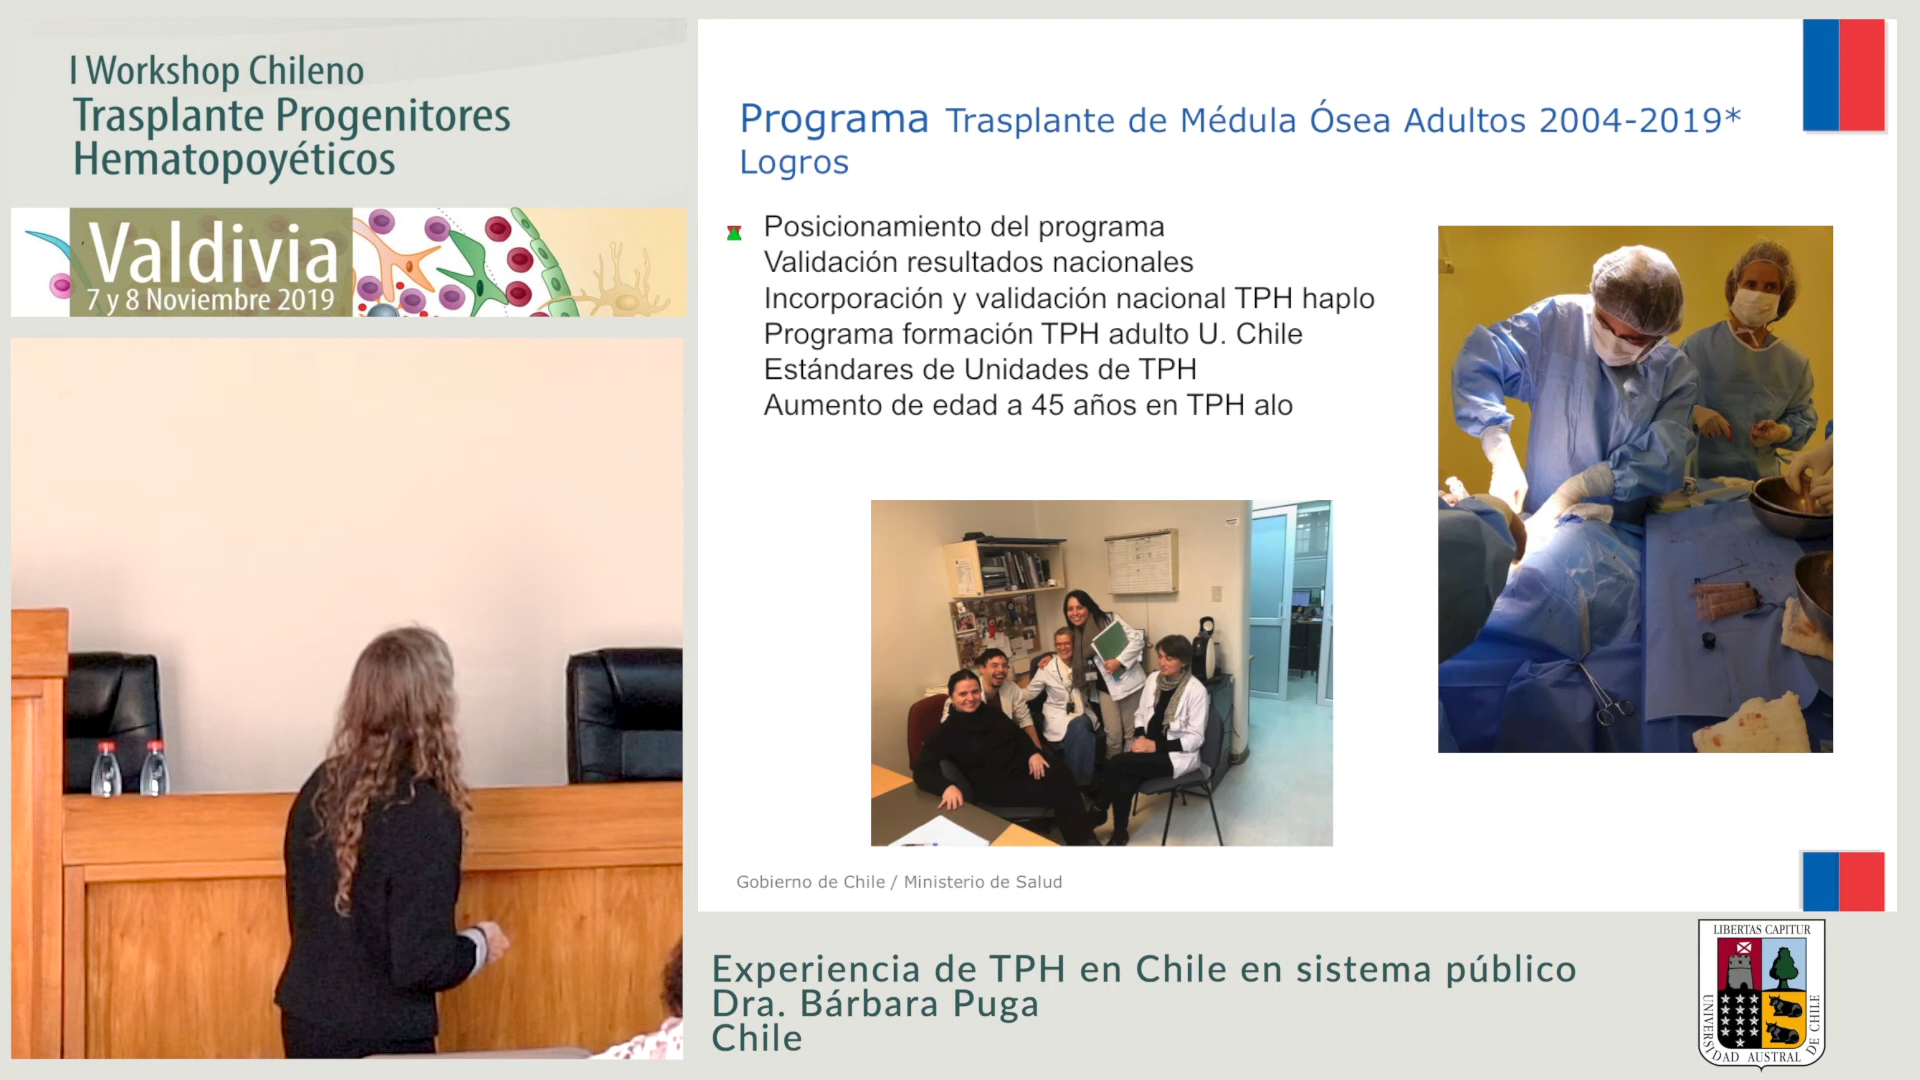 I Workshop Chileno
Trasplante Progenitores
Hematopoyéticos
Valdivia
7 y 8 Noviembre 2019
Programa Trasplante de Médula Ósea Adultos 2004-2019*
Logros
Posicionamiento del programa
Validación resultados nacionales
Incorporación y validación nacional TPH haplo
Programa formación TPH adulto U. Chile
Estándares de Unidades de TPH
Aumento de edad a 45 años en TPH alo
Gobierno de Chile / Ministerio de Salud
Experiencia de TPH en Chile en sistema público
Dra. Bárbara Puga
Chile
LIBERTAS CAPITUR
UNIVERSIDAD AUSTRAL DE CHILE